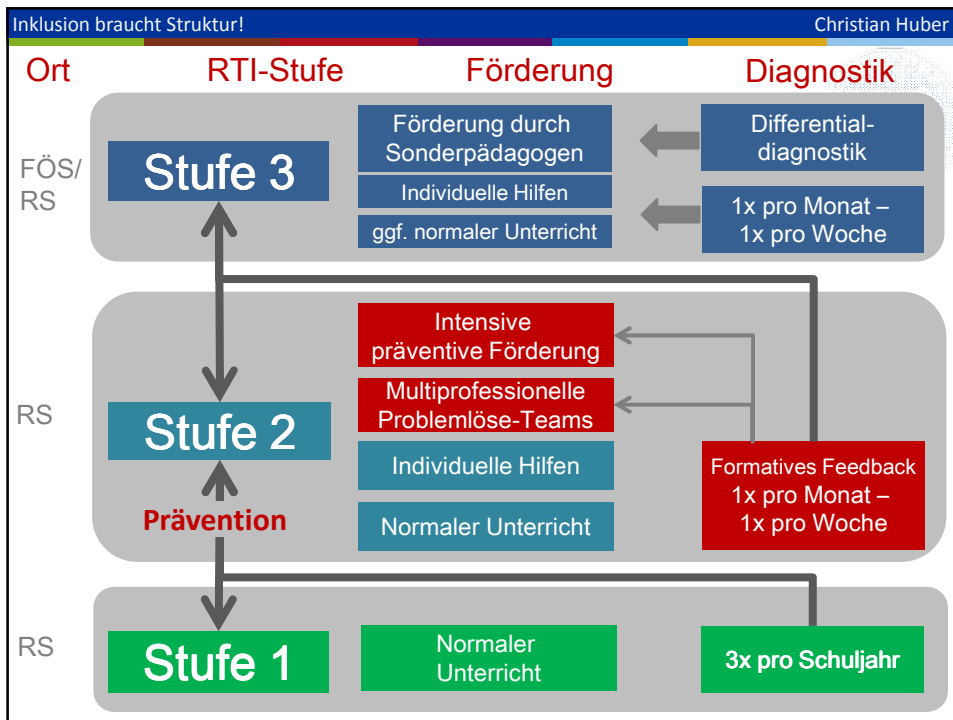 Inklusion braucht Struktur!
Christian Huber
Ort
RTI-Stufe
Förderung
Diagnostik
FÖS/
RS
Stufe 3
Förderung durch
Sonderpädagogen
Individuelle Hilfen
ggf. normaler Unterricht
Differential-
diagnostik
1x pro Monat –
1x pro Woche
RS
Stufe 2
Prävention
Intensive
präventive Förderung
Multiprofessionelle
Problemlöse-Teams
Individuelle Hilfen
Normaler Unterricht
Formatives Feedback
1x pro Monat –
1x pro Woche
RS
Stufe 1
Normaler
Unterricht
3x pro Schuljahr